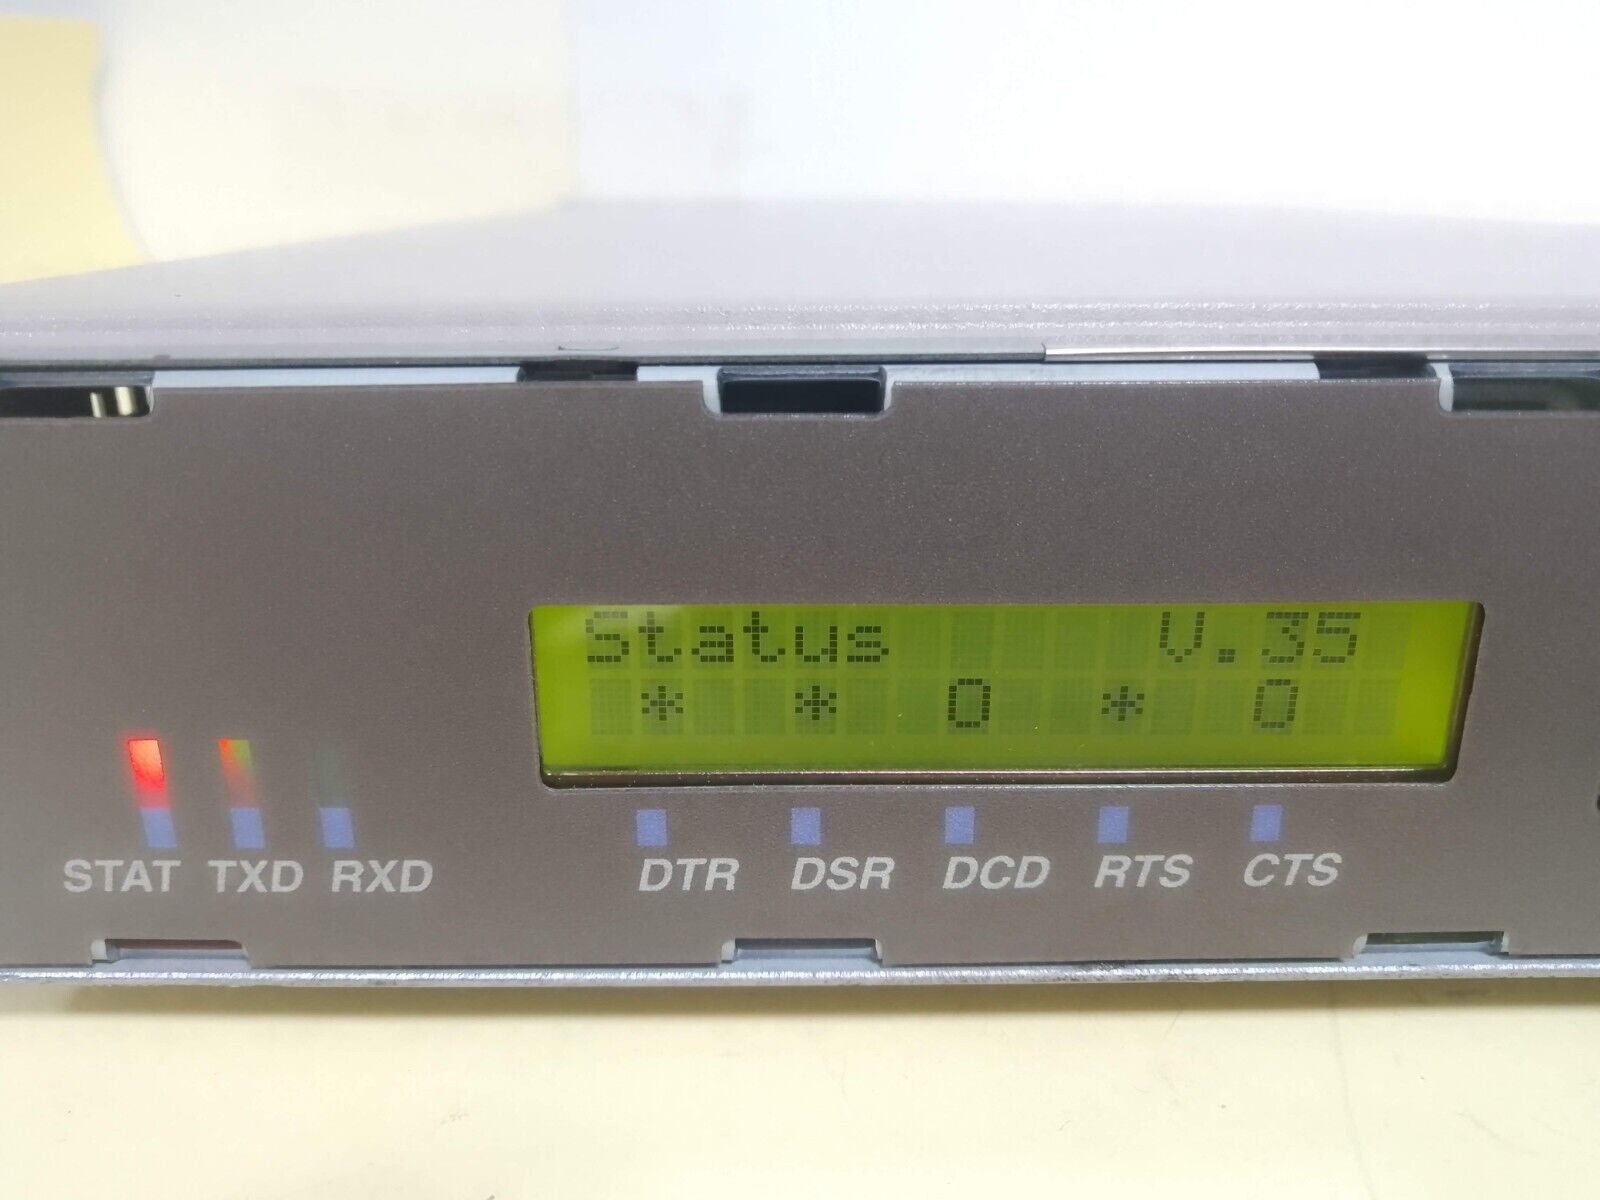 Status V.35
* * 0 * 0
STAT TXD RXD DTR DSR DCD RTS CTS